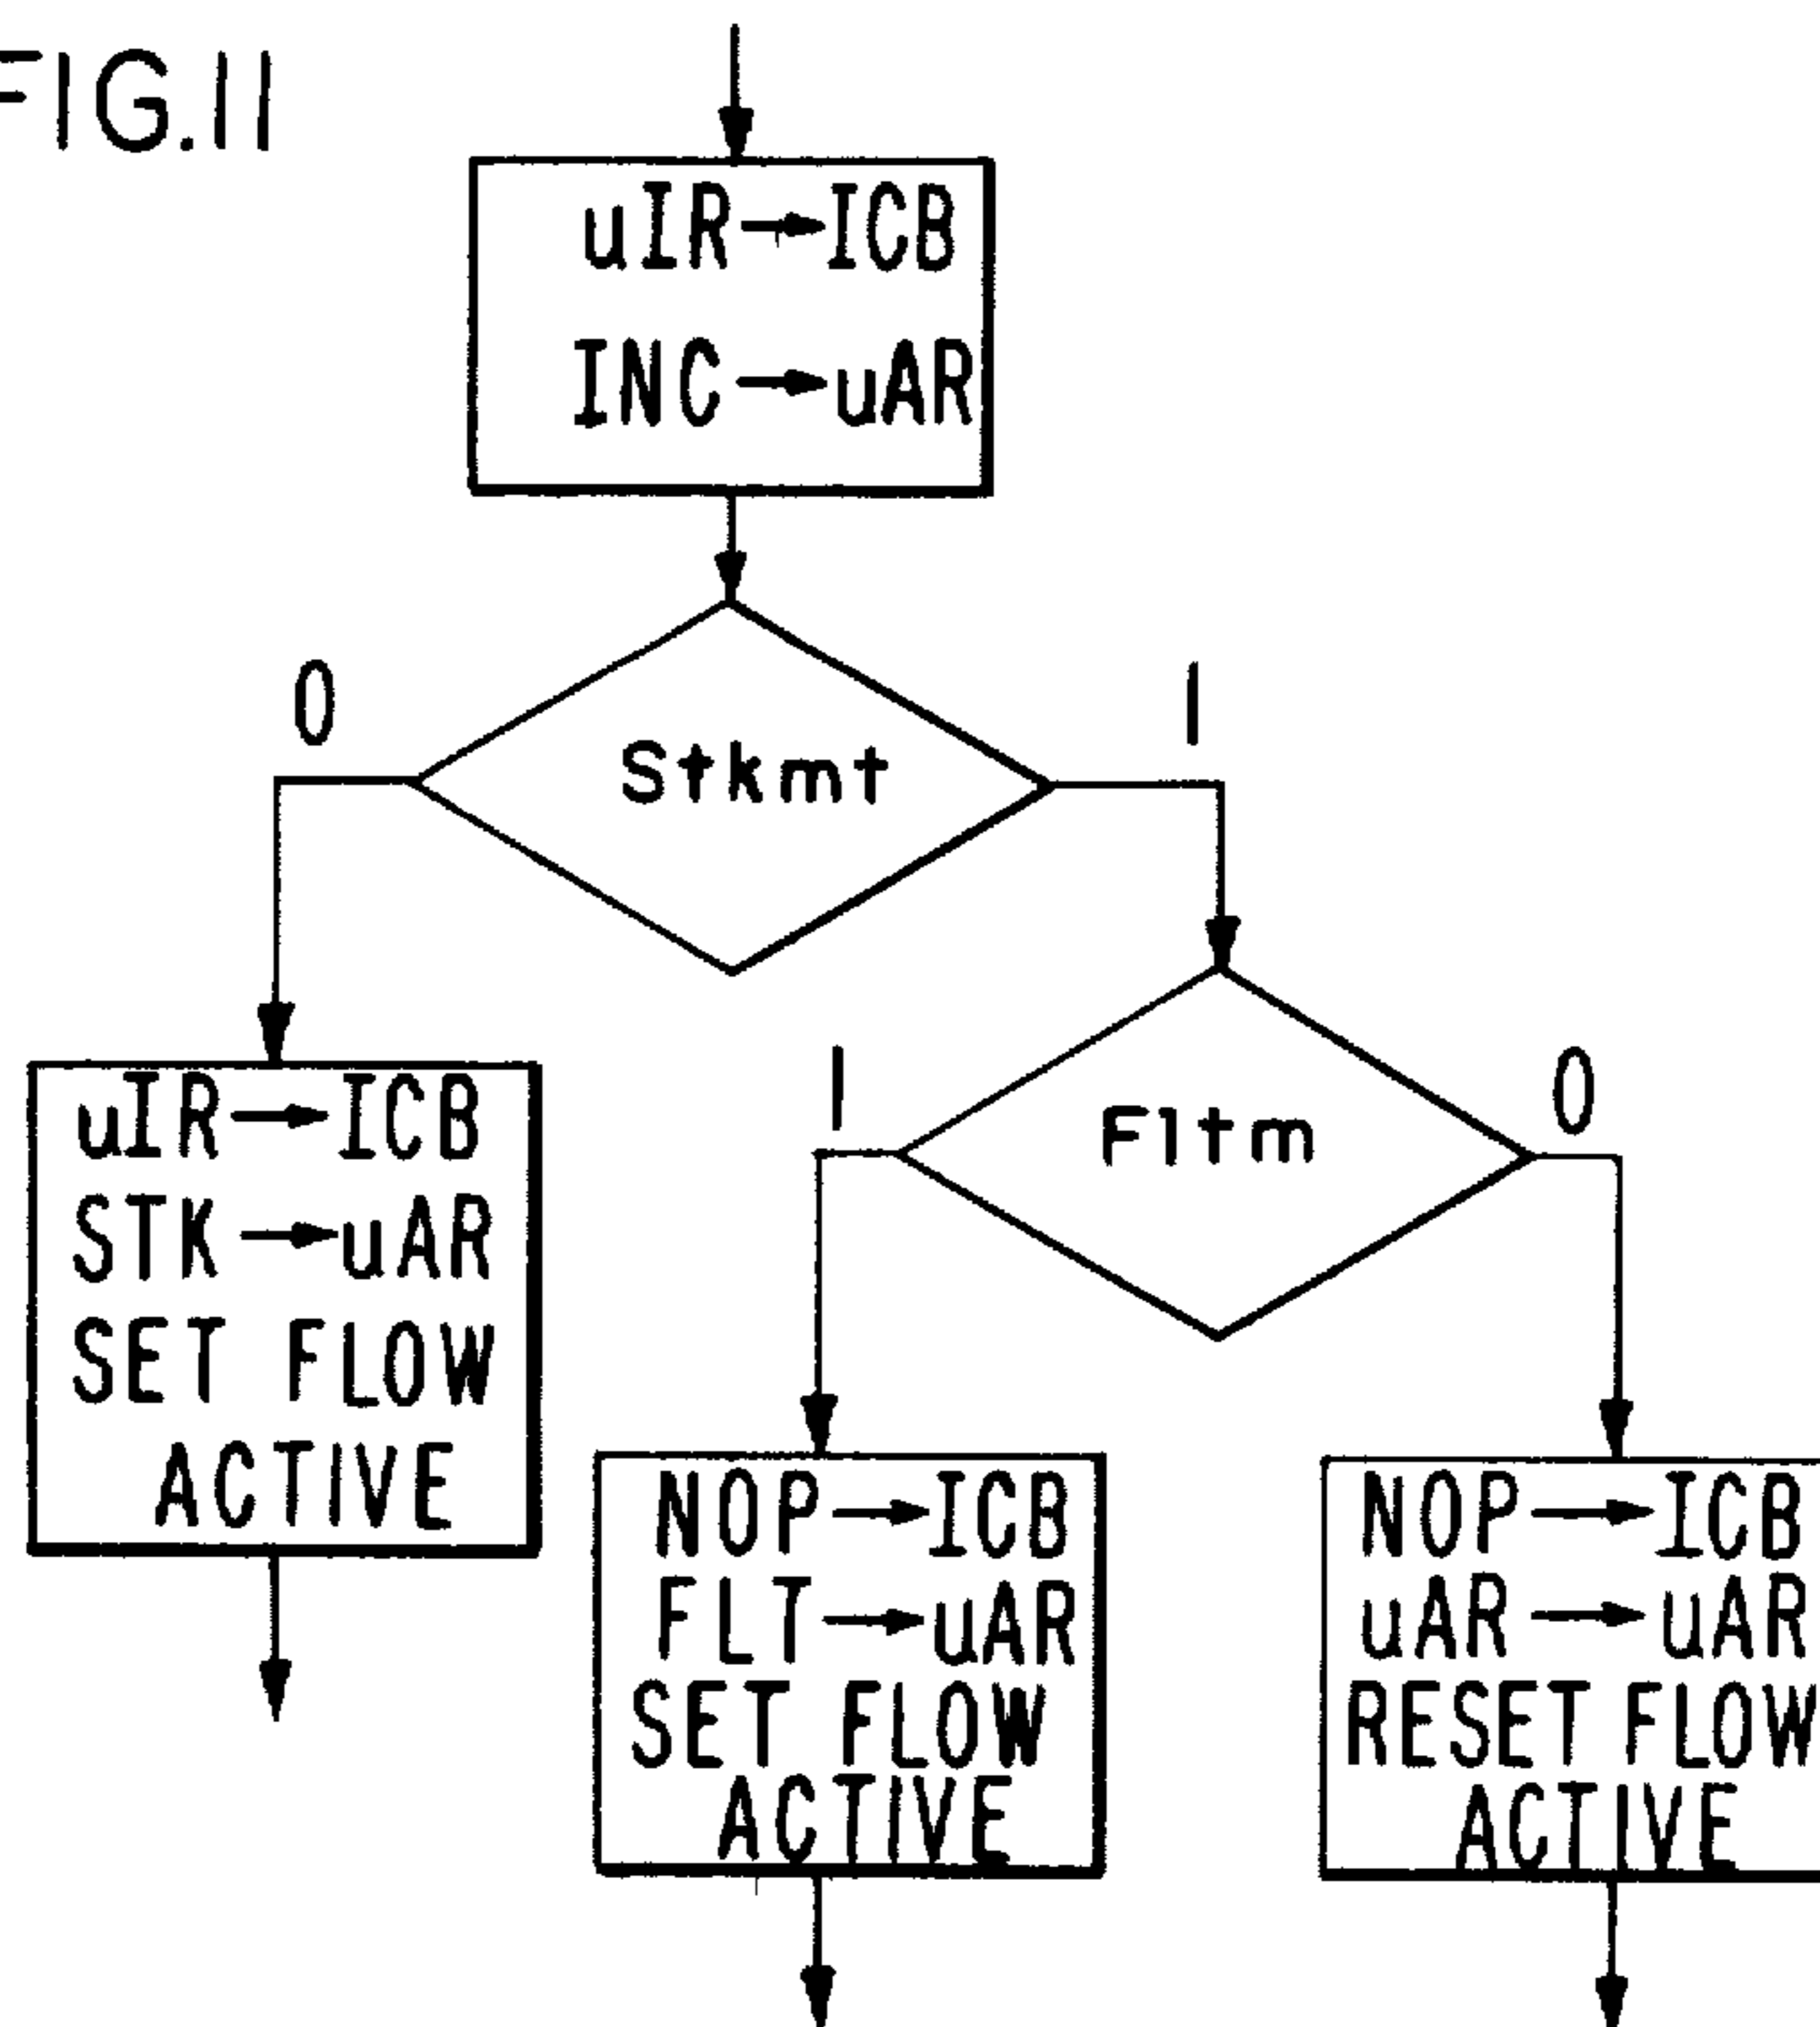 FIG.11
uIR→ICB
INC→uAR
0
1
Stkmt
uIR→ICB
STK→uAR
SET FLOW
ACTIVE
1
0
Fltm
NOP→ICB
FLT→uAR
SET FLOW
ACTIVE
NOP→ICB
uAR→uAR
RESET FLOW
ACTIVE